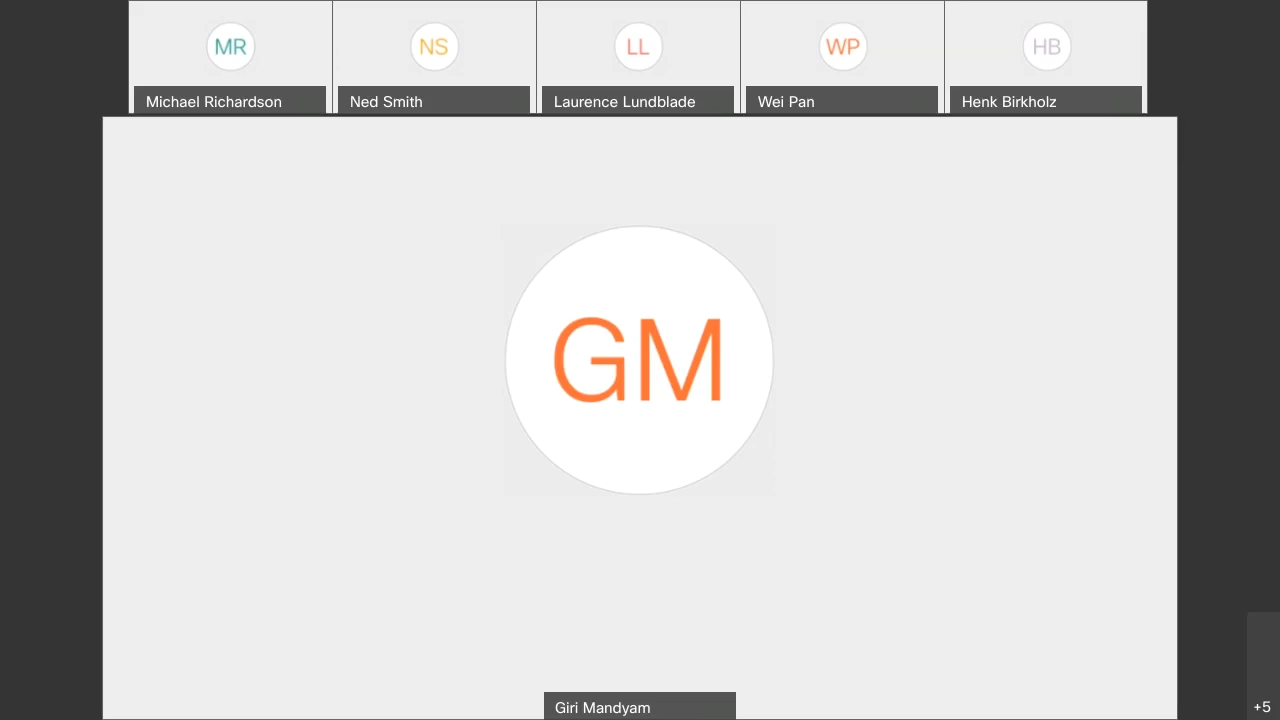 MR
NS
LL
WP
HB
Michael Richardson
Ned Smith
Laurence Lundblade
Wei Pan
Henk Birkholz
GM
Giri Mandyam
+5